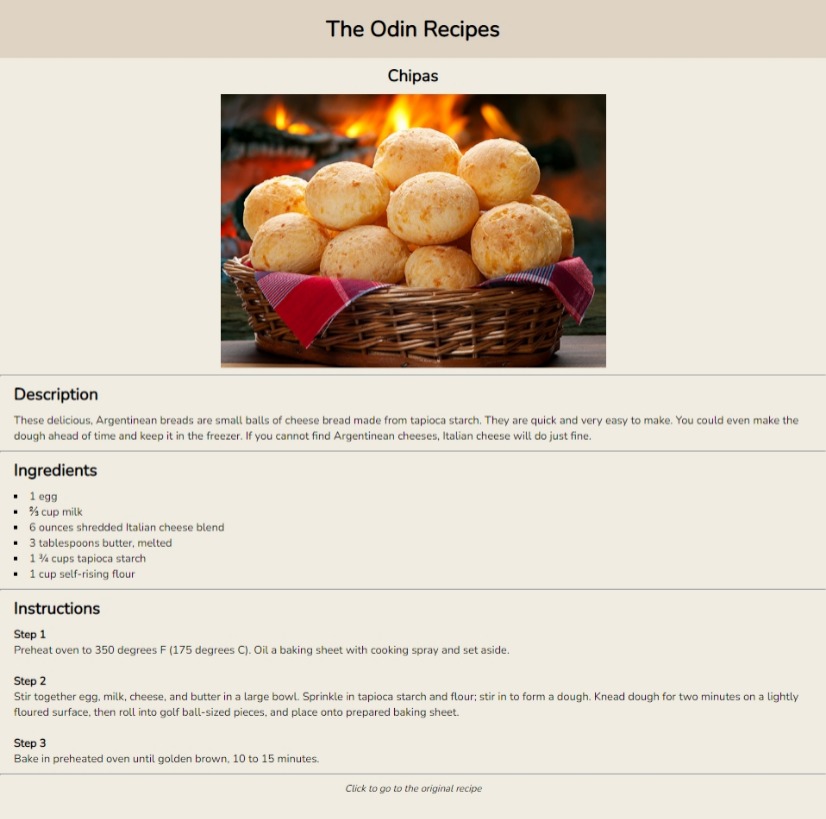 The Odin Recipes
Chipas
Description
These delicious, Argentinean breads are small balls of cheese bread made from tapioca starch. They are quick and very easy to make. You could even make the
dough ahead of time and keep it in the freezer. If you cannot find Argentinean cheeses, Italian cheese will do just fine.
Ingredients
▪ 1 egg
▪ ⅔ cup milk
▪ 6 ounces shredded Italian cheese blend
▪ 3 tablespoons butter, melted
▪ 1 ¾ cups tapioca starch
▪ 1 cup self-rising flour
Instructions
Step 1
Preheat oven to 350 degrees F (175 degrees C). Oil a baking sheet with cooking spray and set aside.
Step 2
Stir together egg, milk, cheese, and butter in a large bowl. Sprinkle in tapioca starch and flour; stir in to form a dough. Knead dough for two minutes on a lightly
floured surface, then roll into golf ball-sized pieces, and place onto prepared baking sheet.
Step 3
Bake in preheated oven until golden brown, 10 to 15 minutes.
Click to go to the original recipe